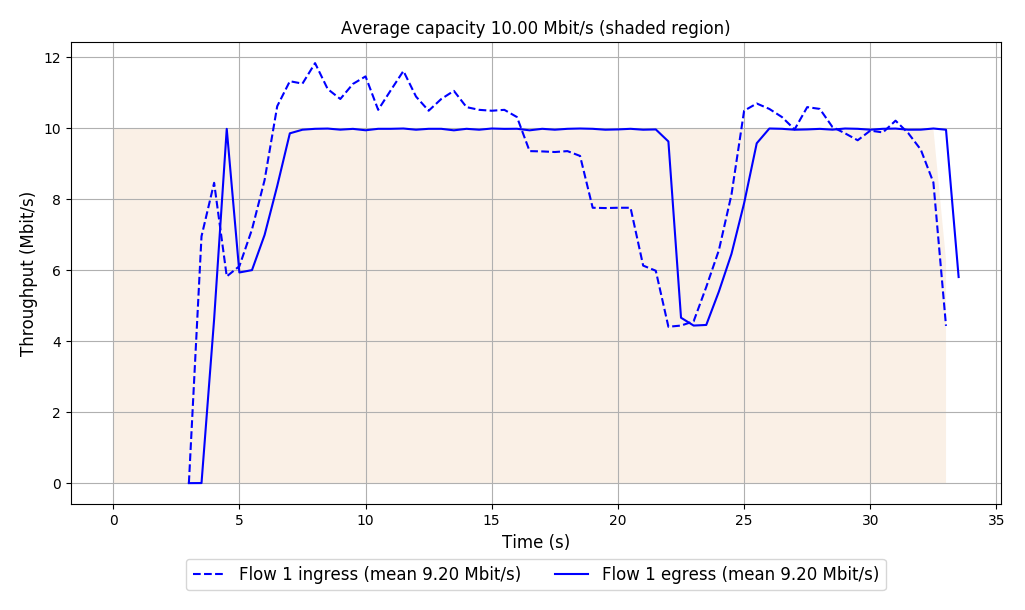 Average capacity 10.00 Mbit/s (shaded region)
12
10
8
6
4
2
0
Throughput (Mbit/s)
0 5 10 15 20 25 30 35
Time (s)
Flow 1 ingress (mean 9.20 Mbit/s) Flow 1 egress (mean 9.20 Mbit/s)